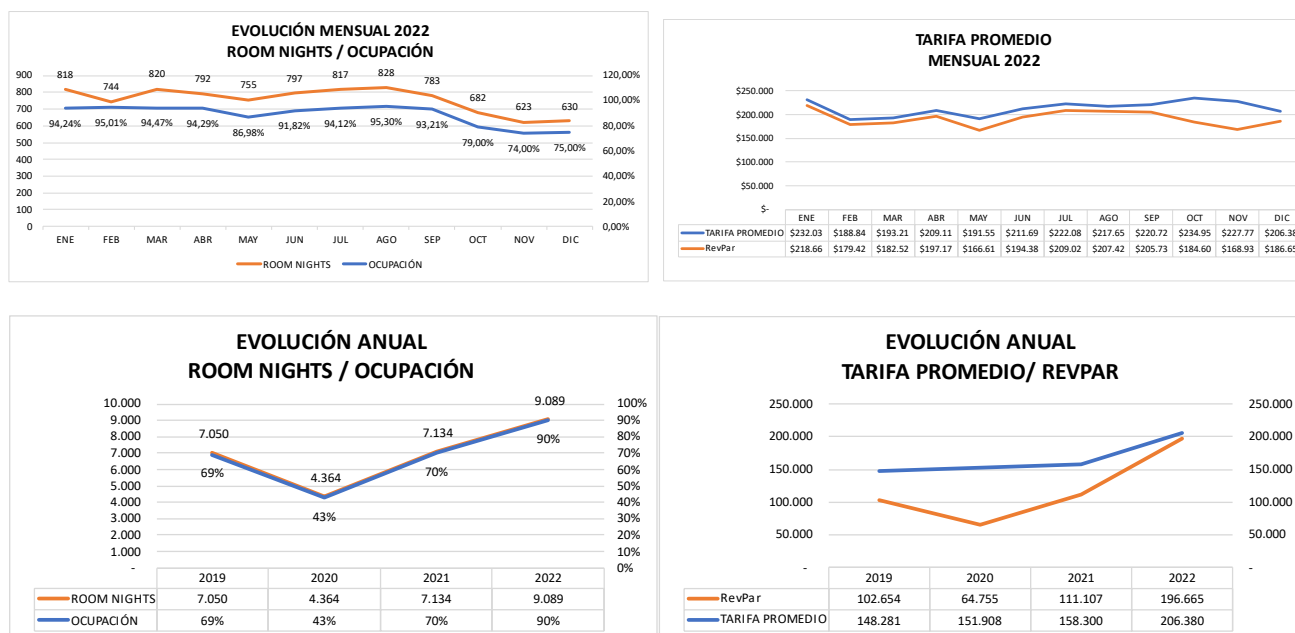 EVOLUCIÓN MENSUAL 2022
ROOM NIGHTS / OCUPACIÓN
900 818 744 820 792 755 797 817 828 783 682 623 630 120,00%
800 100,00%
700 94,24% 95,01% 94,47% 94,29% 86,98% 91,82% 94,12% 95,30% 93,21% 79,00% 74,00% 75,00%
600 80,00%
500
400 60,00%
300 40,00%
200 20,00%
100
0 0,00%
ENE FEB MAR ABR MAY JUN JUL AGO SEP OCT NOV DIC
ROOM NIGHTS OCUPACIÓN
TARIFA PROMEDIO
MENSUAL 2022
$250.000
$200.000
$150.000
$100.000
$50.000
$-
ENE FEB MAR ABR MAY JUN JUL AGO SEP OCT NOV DIC
TARIFA PROMEDIO $232.03 $188.84 $193.21 $209.11 $191.55 $211.69 $222.08 $217.65 $220.72 $234.95 $227.77 $206.38
RevPar $218.66 $179.42 $182.52 $197.17 $166.61 $194.38 $209.02 $207.42 $205.73 $184.60 $168.93 $186.65
EVOLUCIÓN ANUAL
ROOM NIGHTS / OCUPACIÓN
10.000 9.089 100%
9.000 90% 90%
8.000 7.050 7.134 80%
7.000 69% 70% 70%
6.000 60%
5.000 4.364 50%
4.000 43% 40%
3.000 30%
2.000 20%
1.000 10%
- 0%
2019 2020 2021 2022
ROOM NIGHTS 7.050 4.364 7.134 9.089
OCUPACIÓN 69% 43% 70% 90%
EVOLUCIÓN ANUAL
TARIFA PROMEDIO/ REVPAR
250.000 250.000
200.000 200.000
150.000 150.000
100.000 100.000
50.000 50.000
- -
2019 2020 2021 2022
RevPar 102.654 64.755 111.107 196.665
TARIFA PROMEDIO 148.281 151.908 158.300 206.380